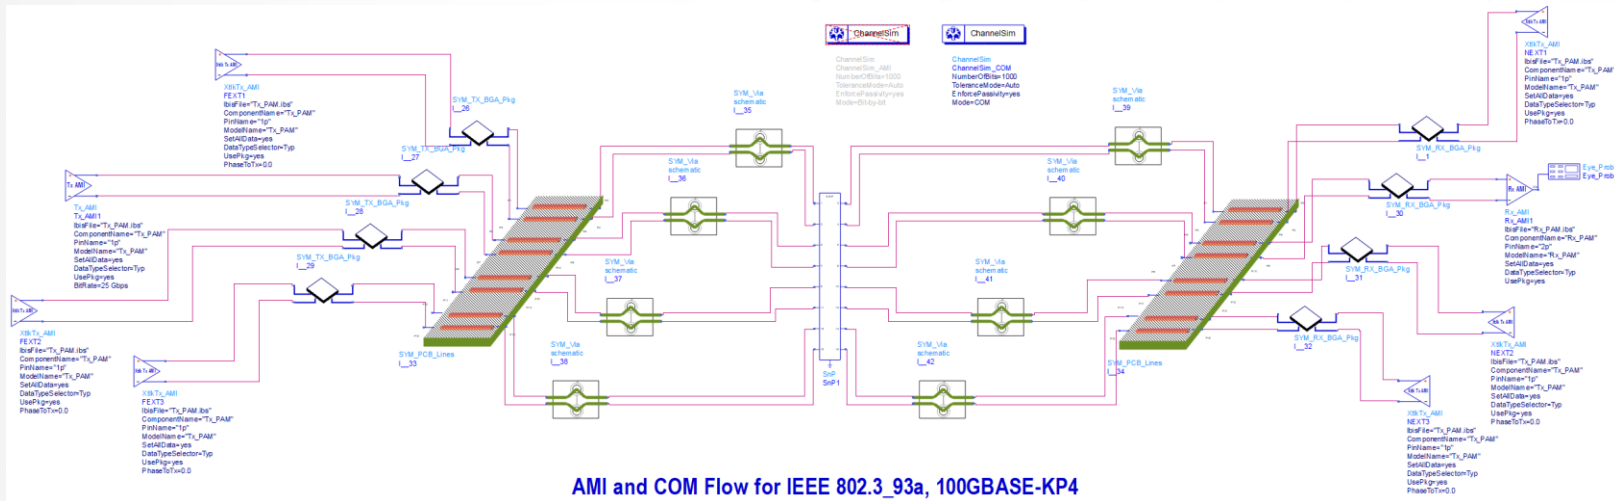 ChannelSim
ChannelSim
ChannelSim_AMI
NumberOfBits=1000
ToleranceMode=Auto
EnforcePassivity=yes
Mode=Bit-by-bit
ChannelSim
ChannelSim
ChannelSim_COM
NumberOfBits=1000
ToleranceMode=Auto
EnforcePassivity=yes
Mode=COM
XtlkTx_AMI
FEXT1
IbisFile="Tx_PAM.ibs"
ComponentName="Tx_PAM"
PinName="1p"
ModelName="Tx_PAM"
SetAllData=yes
DataTypeSelector=Typ
UsePkg=yes
PhaseToTx=0.0
Tx AMI
Tx_AMI
Tx_AMI1
IbisFile="Tx_PAM.ibs"
ComponentName="Tx_PAM"
PinName="1p"
ModelName="Tx_PAM"
SetAllData=yes
DataTypeSelector=Typ
UsePkg=yes
BitRate=25 Gbps
XtlkTx_AMI
FEXT2
IbisFile="Tx_PAM.ibs"
ComponentName="Tx_PAM"
PinName="1p"
ModelName="Tx_PAM"
SetAllData=yes
DataTypeSelector=Typ
UsePkg=yes
PhaseToTx=0.0
XtlkTx_AMI
FEXT3
IbisFile="Tx_PAM.ibs"
ComponentName="Tx_PAM"
PinName="1p"
ModelName="Tx_PAM"
SetAllData=yes
DataTypeSelector=Typ
UsePkg=yes
PhaseToTx=0.0
SYM_TX_BGA_Pkg
I__26
SYM_TX_BGA_Pkg
I__27
SYM_TX_BGA_Pkg
I__28
SYM_TX_BGA_Pkg
I__29
SYM_PCB_Lines
I__33
SYM_Via
schematic
I__35
SYM_Via
schematic
I__36
SYM_Via
schematic
I__37
SYM_Via
schematic
I__38
SnP
SnP1
SYM_Via
schematic
I__39
SYM_Via
schematic
I__40
SYM_Via
schematic
I__41
SYM_Via
schematic
I__42
SYM_PCB_Lines
I__34
SYM_RX_BGA_Pkg
I__1
SYM_RX_BGA_Pkg
I__30
SYM_RX_BGA_Pkg
I__31
SYM_RX_BGA_Pkg
I__32
XtlkTx_AMI
NEXT1
IbisFile="Tx_PAM.ibs"
ComponentName="Tx_PAM"
PinName="1p"
ModelName="Tx_PAM"
SetAllData=yes
DataTypeSelector=Typ
UsePkg=yes
PhaseToTx=0.0
Eye_Prob
Eye_Prob
Rx AMI
Rx_AMI
Rx_AMI1
IbisFile="Rx_PAM.ibs"
ComponentName="Rx_PAM"
PinName="2p"
ModelName="Rx_PAM"
SetAllData=yes
DataTypeSelector=Typ
UsePkg=yes
XtlkTx_AMI
NEXT2
IbisFile="Tx_PAM.ibs"
ComponentName="Tx_PAM"
PinName="1p"
ModelName="Tx_PAM"
SetAllData=yes
DataTypeSelector=Typ
UsePkg=yes
PhaseToTx=0.0
XtlkTx_AMI
NEXT3
IbisFile="Tx_PAM.ibs"
ComponentName="Tx_PAM"
PinName="1p"
ModelName="Tx_PAM"
SetAllData=yes
DataTypeSelector=Typ
UsePkg=yes
PhaseToTx=0.0
AMI and COM Flow for IEEE 802.3_93a, 100GBASE-KP4